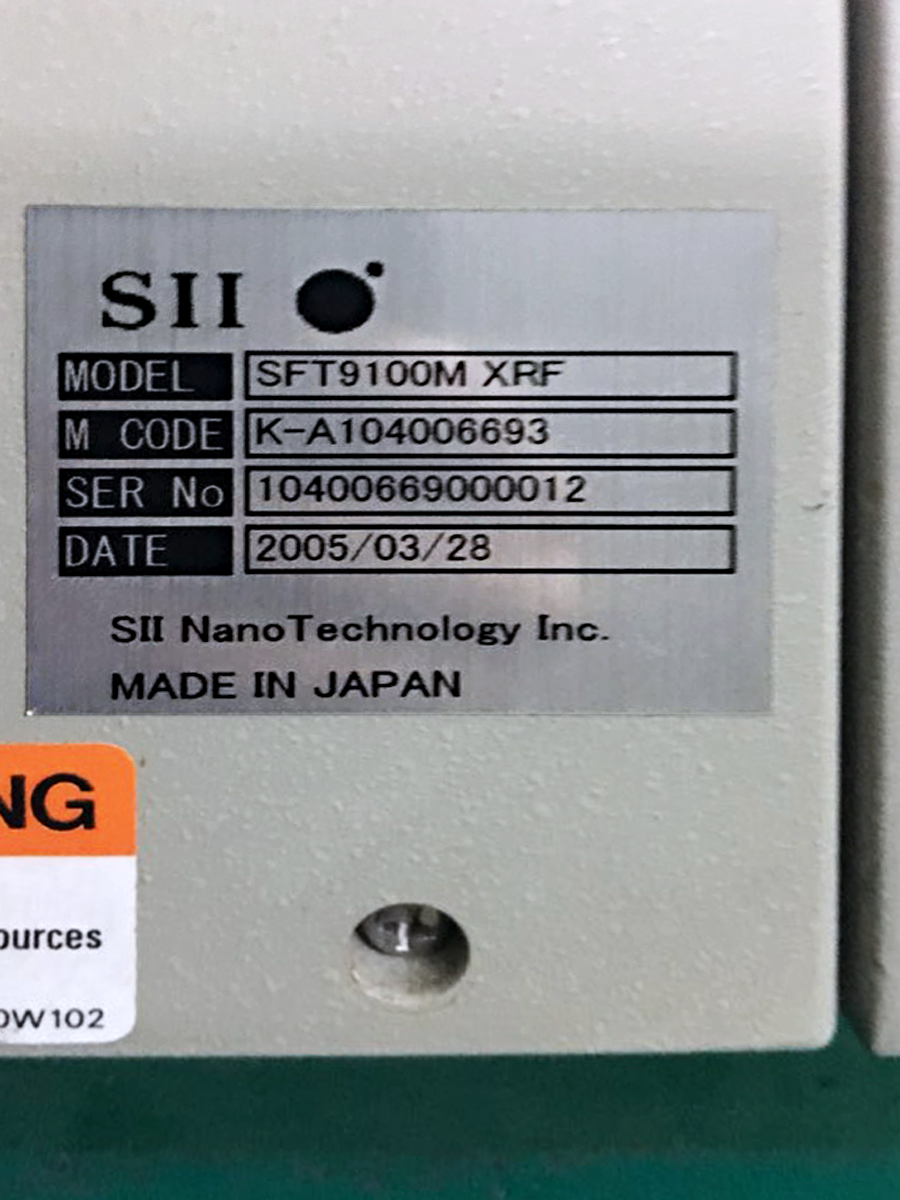 SII
MODEL SFT9100M XRF
M CODE K-A104006693
SER No 10400669000012
DATE 2005/03/28
SII NanoTechnology Inc.
MADE IN JAPAN
NG
ources
W102